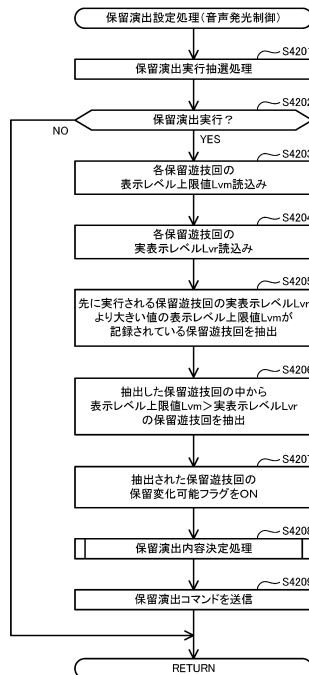 保留演出設定処理(音声発光制御)
S4201
保留演出実行抽選処理
S4202
保留演出実行?
NO
YES
S4203
各保留遊技回の
表示レベル上限値Lvm読込み
S4204
各保留遊技回の
実表示レベルLvr読込み
S4205
先に実行される保留遊技回の実表示レベルLvr
より大きい値の表示レベル上限値Lvmが
記録されている保留遊技回を抽出
S4206
抽出した保留遊技回の中から
表示レベル上限値Lvm>実表示レベルLvr
の保留遊技回を抽出
S4207
抽出された保留遊技回の
保留変化可能フラグをON
S4208
保留演出内容決定処理
S4209
保留演出コマンドを送信
RETURN